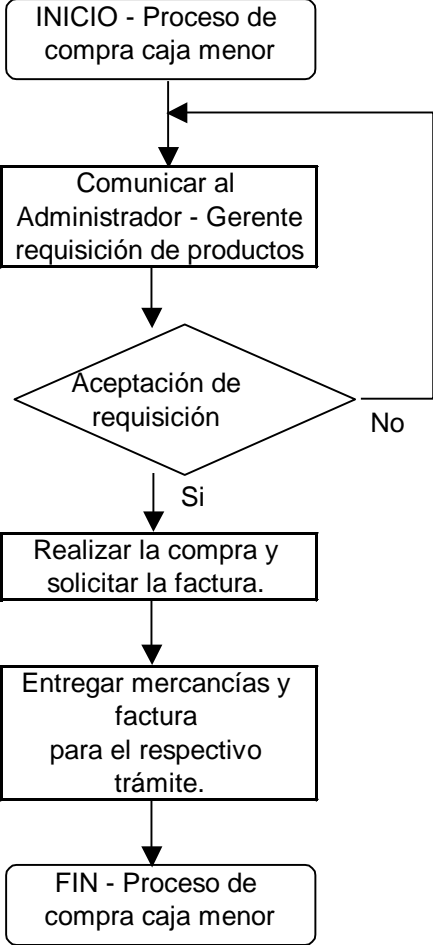 INICIO - Proceso de
compra caja menor
Comunicar al
Administrador - Gerente
requisición de productos
Aceptación de
requisición
No
Si
Realizar la compra y
solicitar la factura.
Entregar mercancías y
factura
para el respectivo
trámite.
FIN - Proceso de
compra caja menor